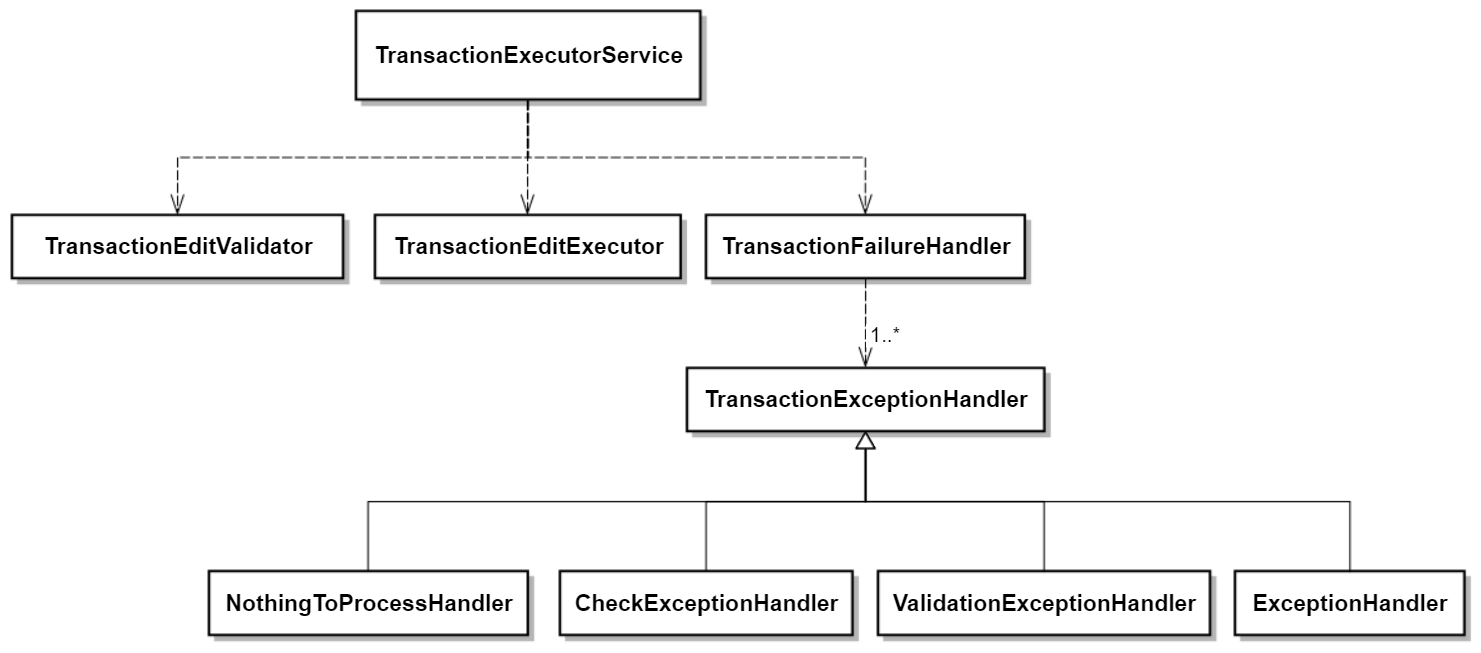 TransactionExecutorService
TransactionEditValidator
TransactionEditExecutor
TransactionFailureHandler
1..*
TransactionExceptionHandler
NothingToProcessHandler
CheckExceptionHandler
ValidationExceptionHandler
ExceptionHandler